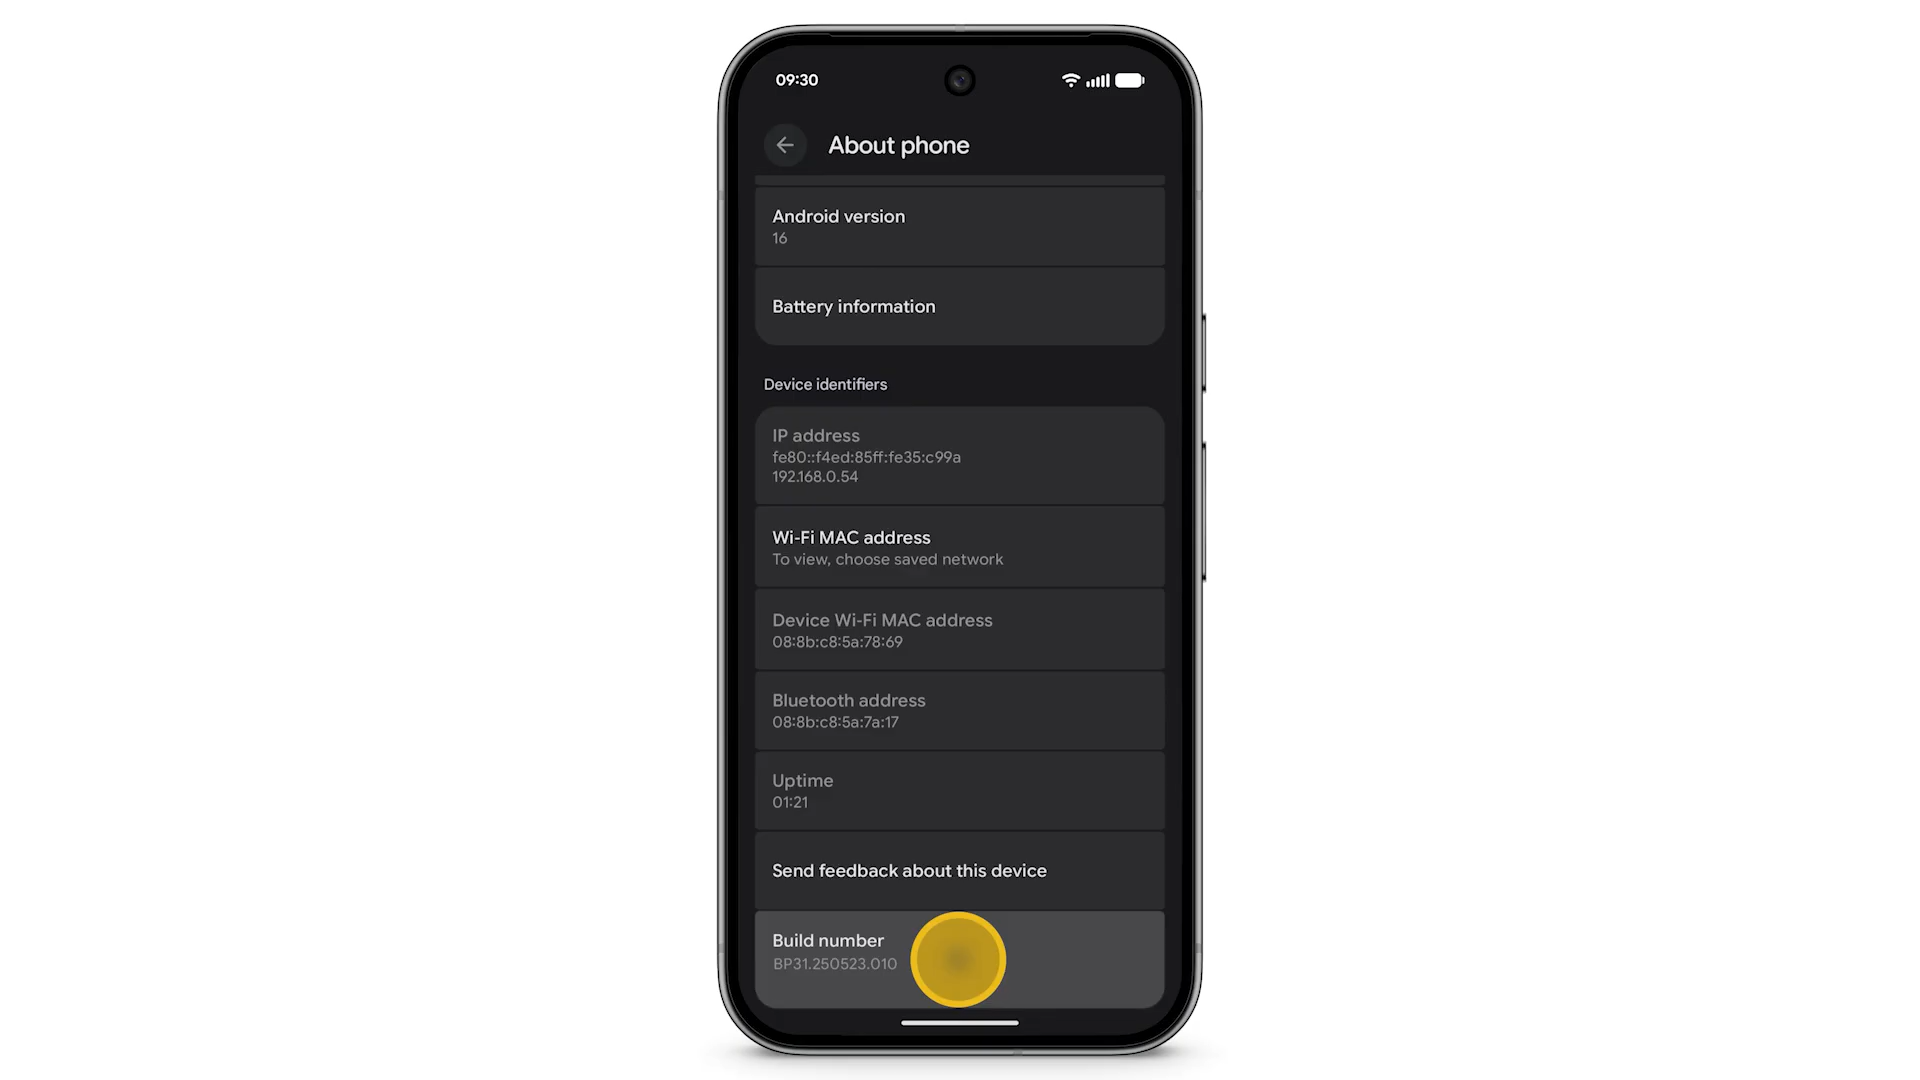 09:30
About phone
Android version
16
Battery information
Device identifiers
IP address
fe80::f4ed:85ff:fe35:c99a
192.168.0.54
Wi-Fi MAC address
To view, choose saved network
Device Wi-Fi MAC address
08:8b:c8:5a:78:69
Bluetooth address
08:8b:c8:5a:7a:17
Uptime
01:21
Send feedback about this device
Build number
BP31.250523.010